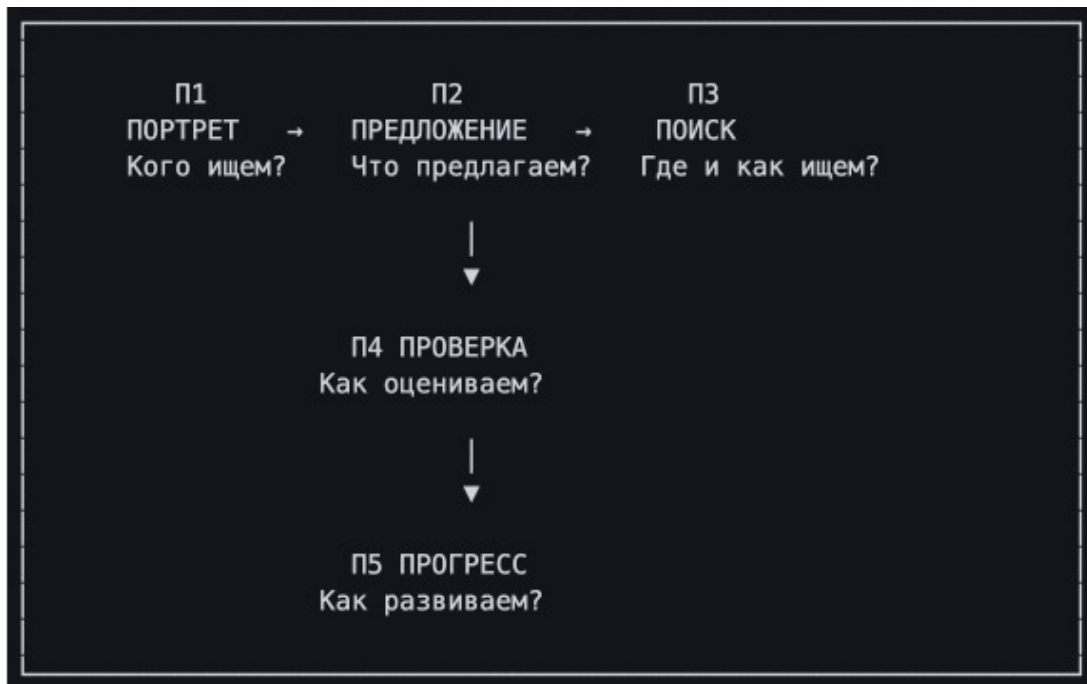 П1 П2 П3
ПОРТРЕТ → ПРЕДЛОЖЕНИЕ → ПОИСК
Кого ищем? Что предлагаем? Где и как ищем?
П4 ПРОВЕРКА
Как оцениваем?
П5 ПРОГРЕСС
Как развиваем?